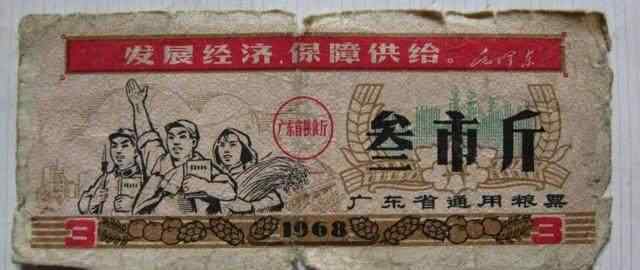 发展经济、保障供给。毛泽东
广东省粮食厅
叁市斤
广东省通用粮票
3 1968 3